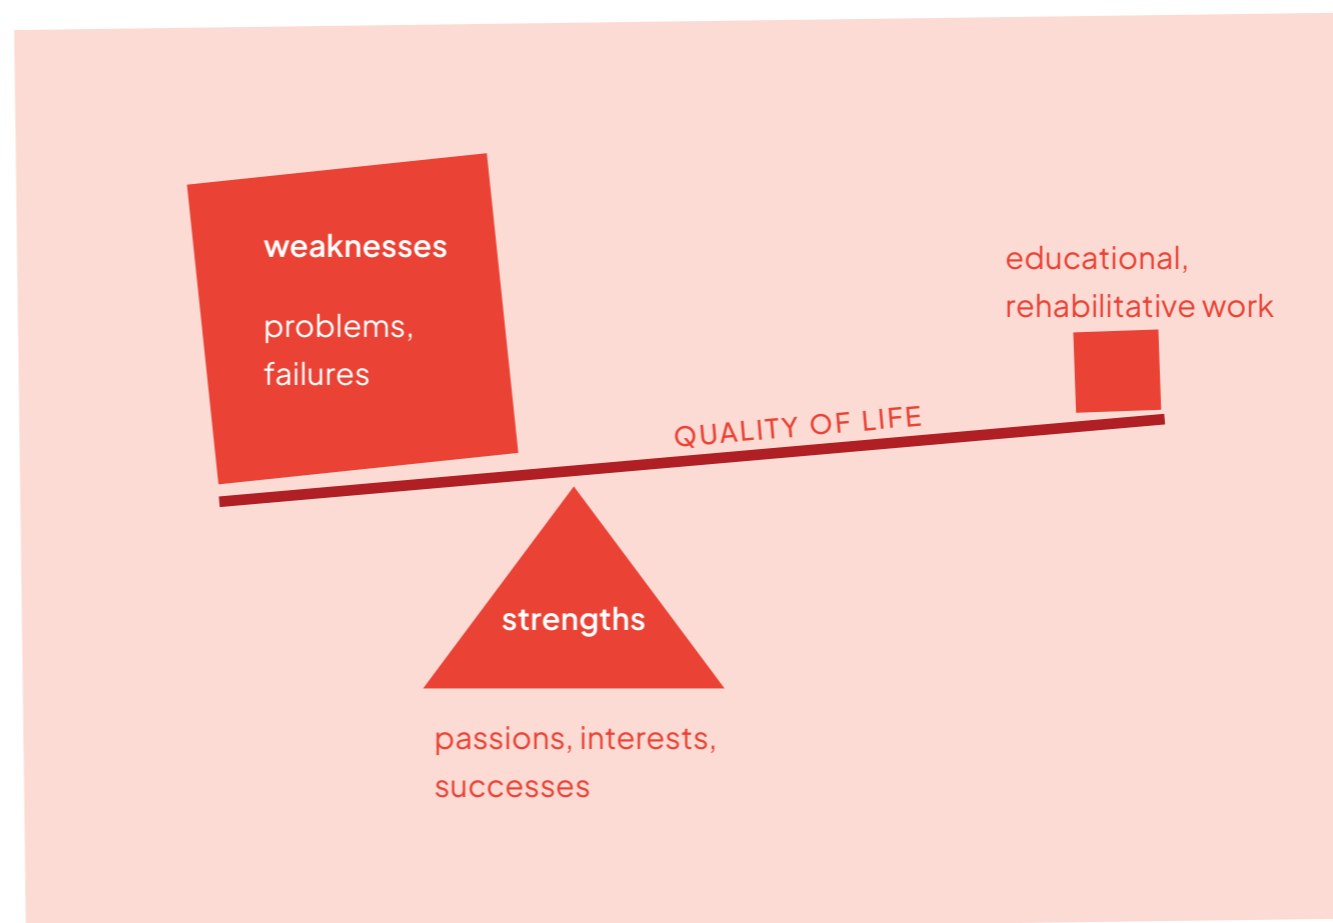 weaknesses
problems,
failures
educational,
rehabilitative work
QUALITY OF LIFE
strengths
passions, interests,
successes